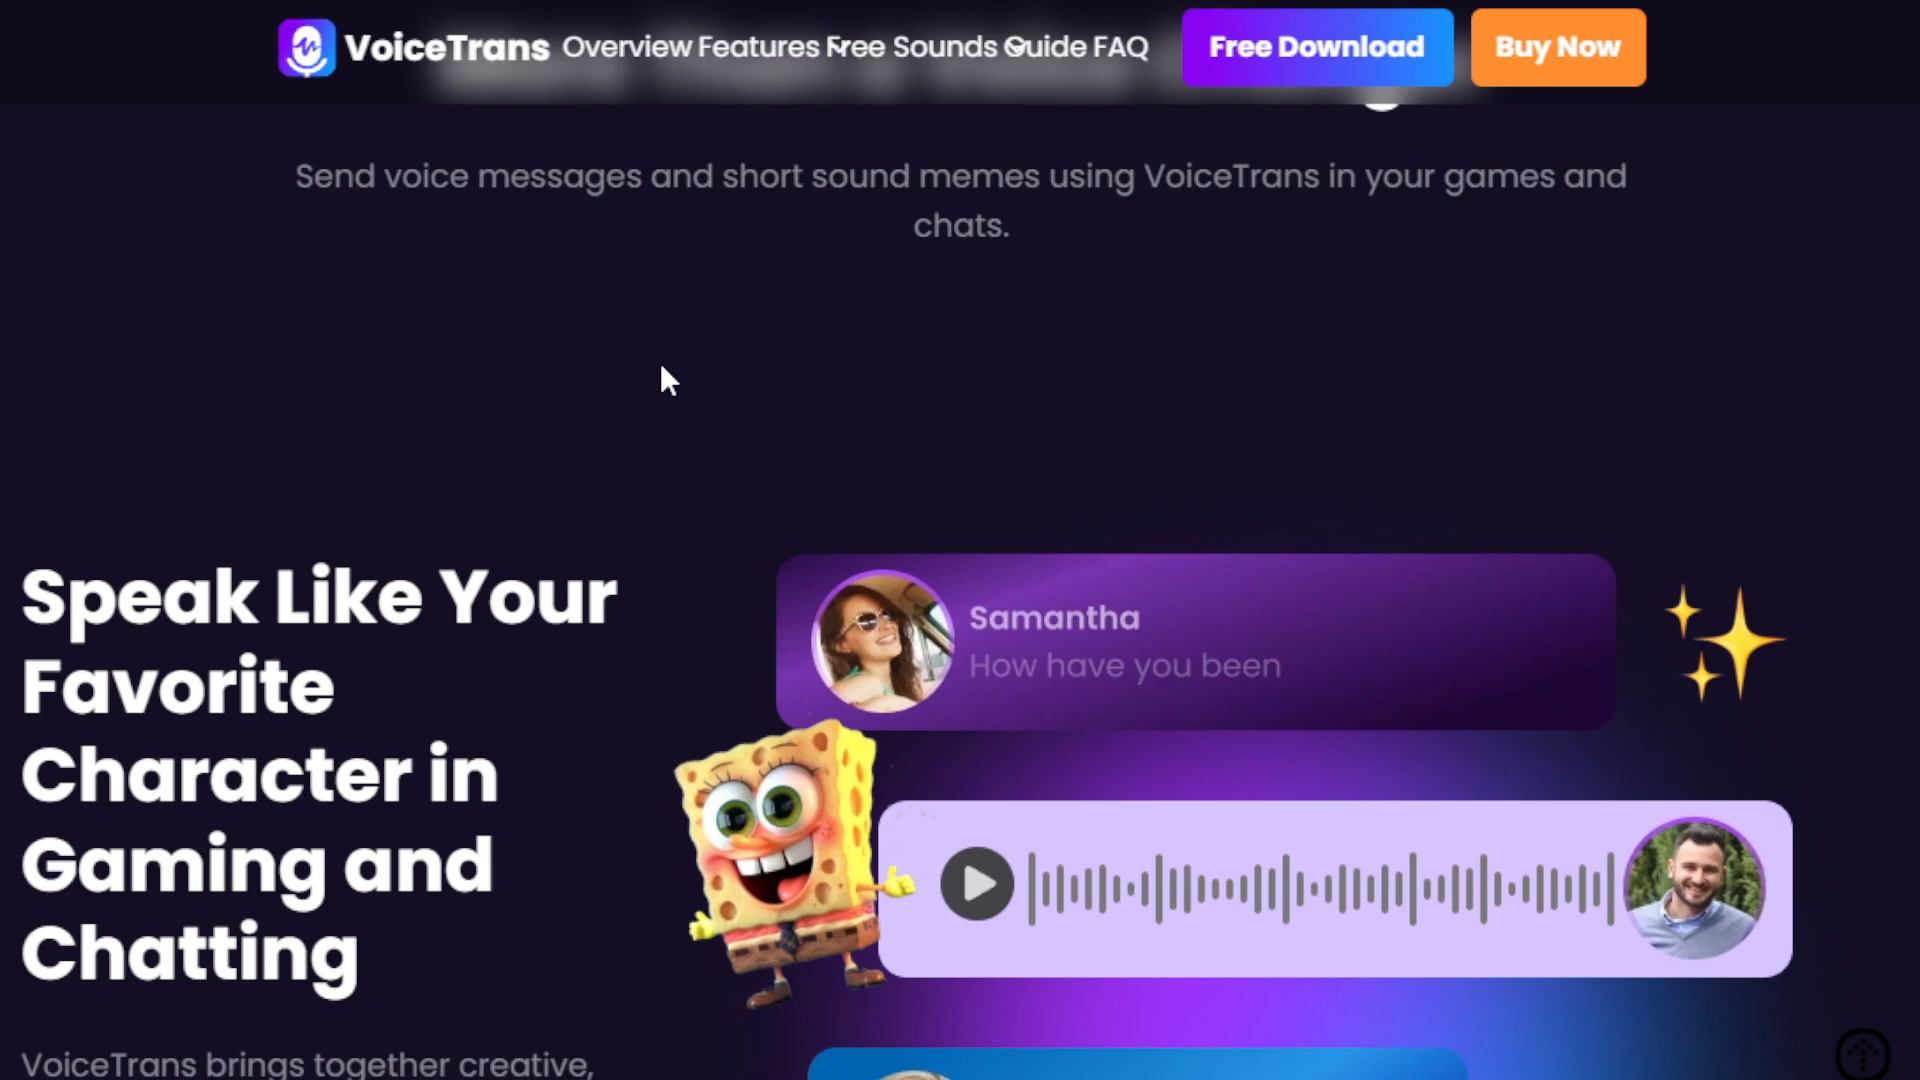 VoiceTrans Overview Features Free Sounds Guide FAQ Free Download Buy Now
Send voice messages and short sound memes using VoiceTrans in your games and
chats.
Speak Like Your
Favorite
Character in
Gaming and
Chatting
Samantha
How have you been
VoiceTrans brings together creative,